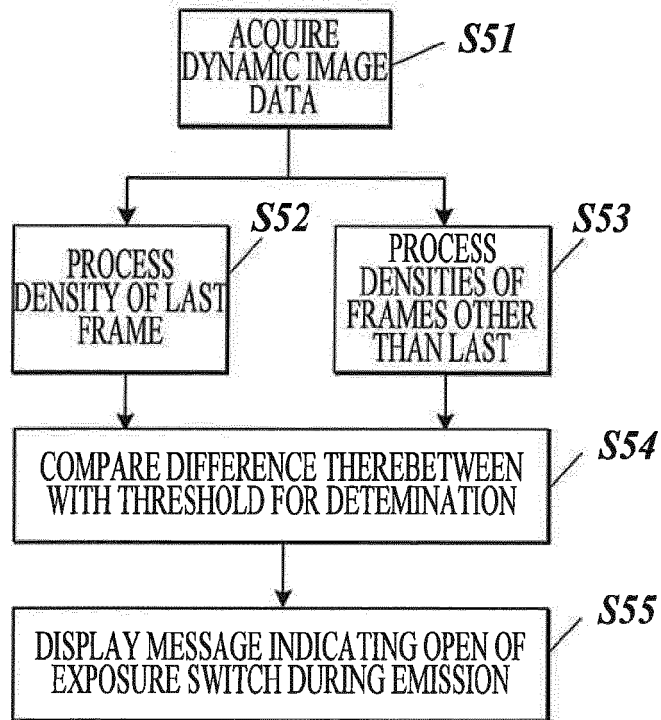 ACQUIRE
DYNAMIC IMAGE
DATA
S51
PROCESS
DENSITY OF LAST
FRAME
S52
PROCESS
DENSITIES OF
FRAMES OTHER
THAN LAST
S53
COMPARE DIFFERENCE THEREBETWEEN
WITH THRESHOLD FOR DETEMINATION
S54
DISPLAY MESSAGE INDICATING OPEN OF
EXPOSURE SWITCH DURING EMISSION
S55